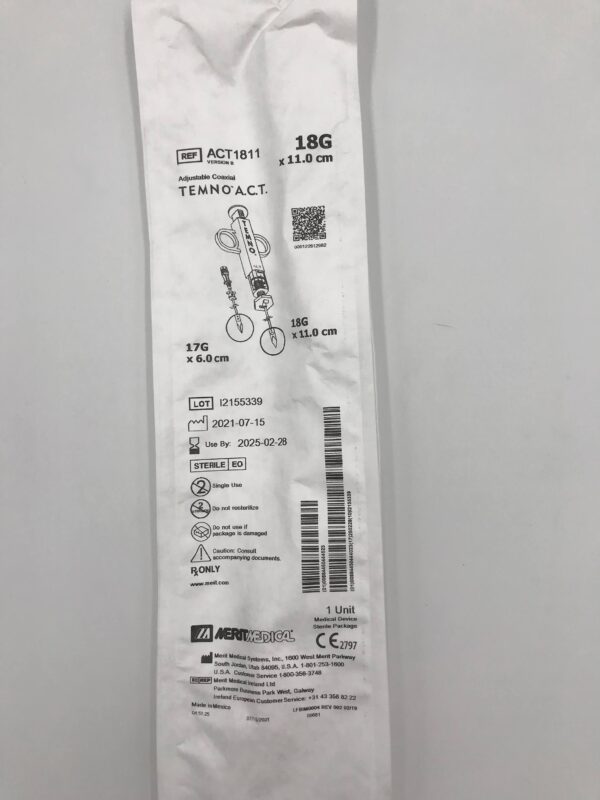 REF ACT1811
VERSION B
18G
x 11.0 cm
Adjustable Coaxial
TEMNO™ A.C.T.
TEMNO
17G
x 6.0 cm
18G
x 11.0 cm
LOT I2155339
2021-07-15
Use By: 2025-02-28
STERILE EO
2 Single Use
Do not resterilize
Do not use if
package is damaged
Caution: Consult
accompanying documents.
RxONLY
www.merit.com
1 Unit
Medical Device
Sterile Package
MERITMEDICAL
CE 2797
Merit Medical Systems, Inc., 1600 West Merit Parkway
South Jordan, Utah 84095, U.S.A. 1-801-253-1600
U.S.A. Customer Service 1-800-356-3748
EC REP Merit Medical Ireland Ltd
Parkmore Business Park West, Galway
Ireland European Customer Service: +31 43 358 82 22
Made in Mexico